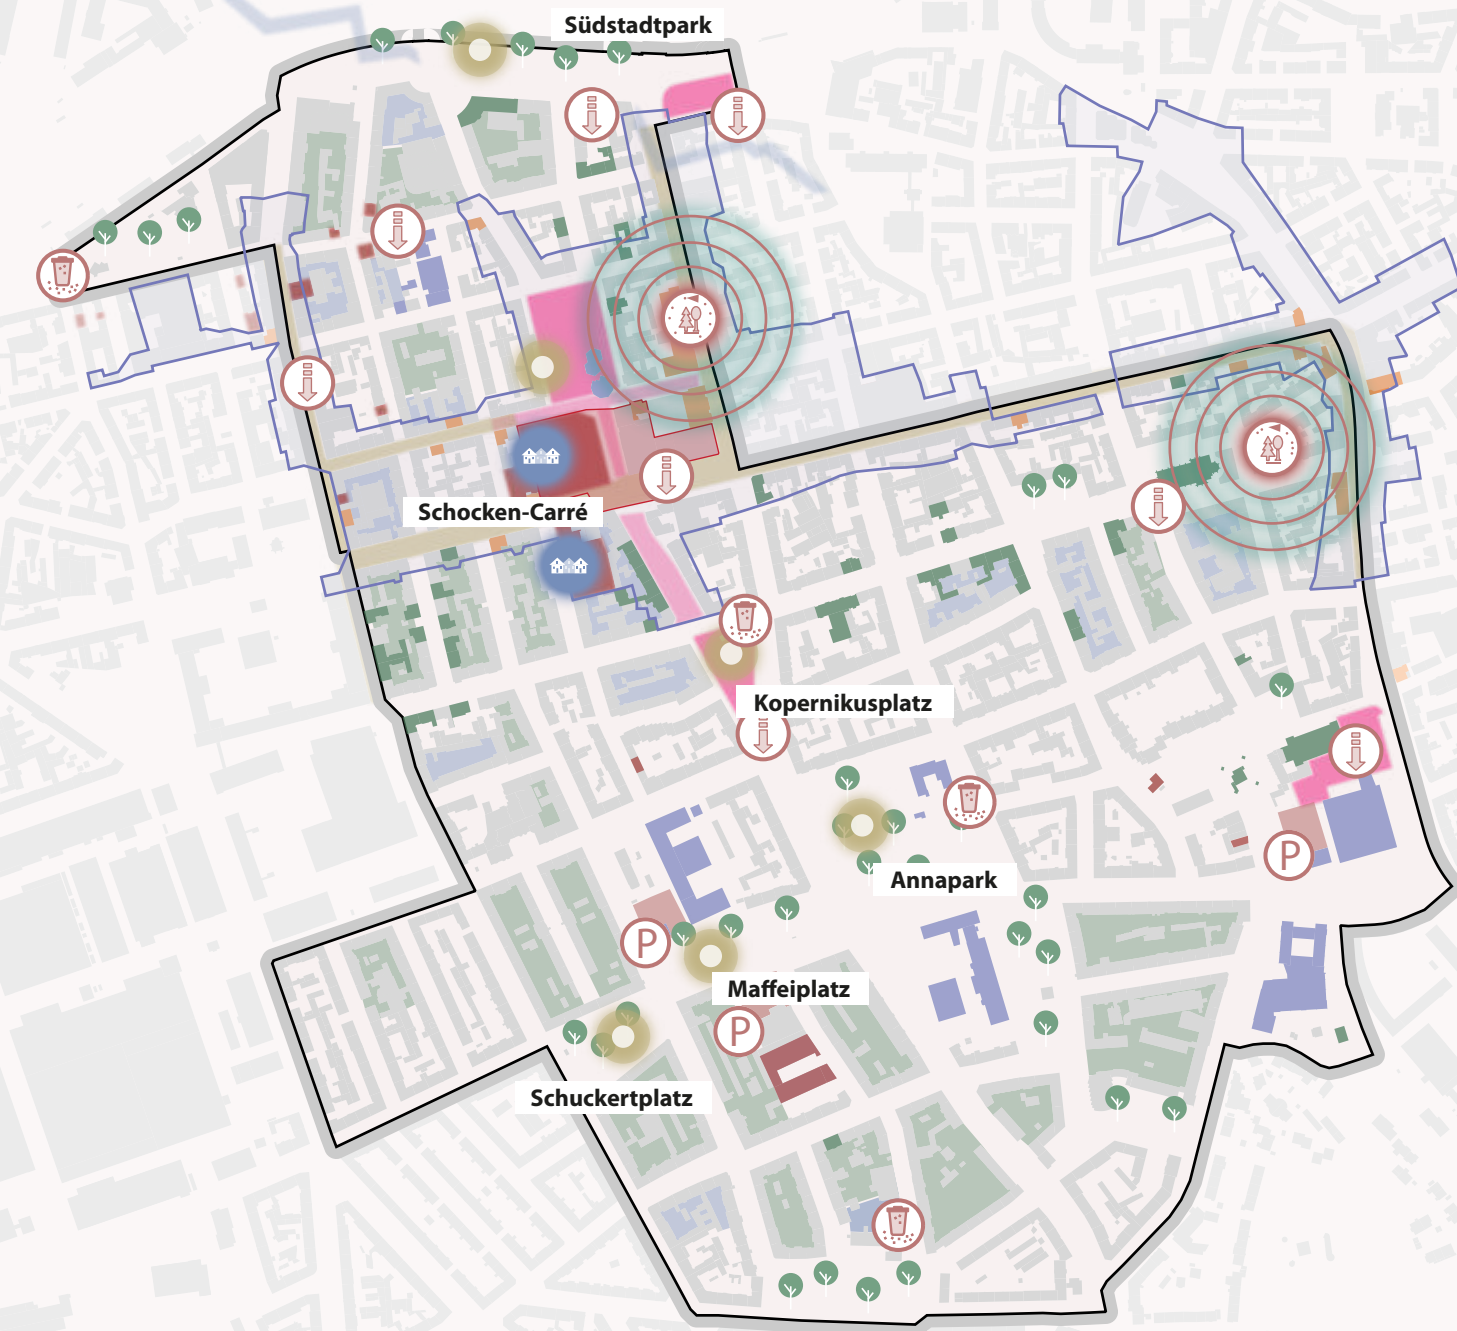 Südstadtpark
Schocken-Carré
Kopernikusplatz
Annapark
P
P
Maffeiplatz
P
Schuckertplatz